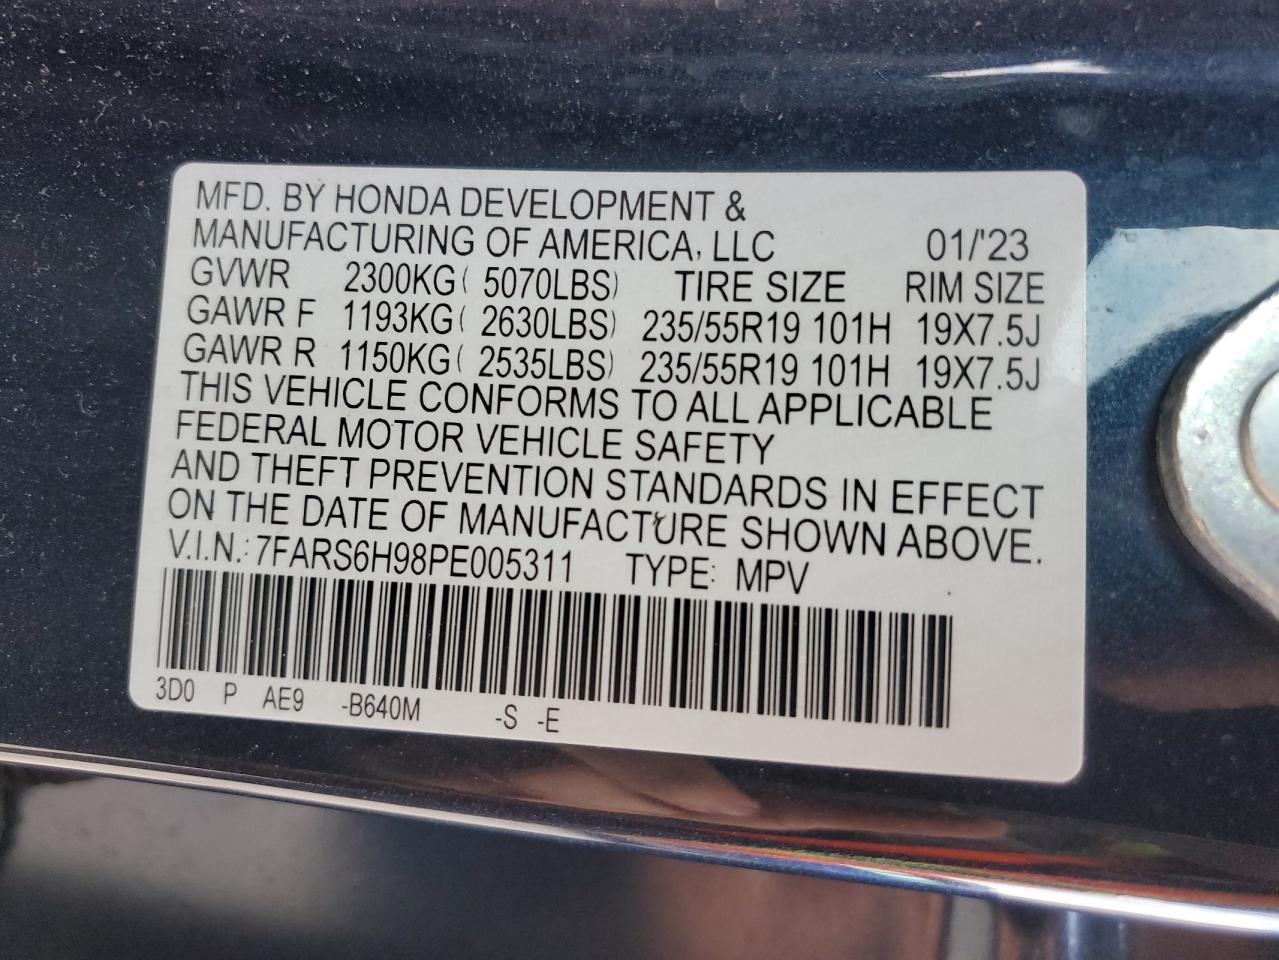 MFD. BY HONDA DEVELOPMENT &
MANUFACTURING OF AMERICA, LLC 01/'23
GVWR 2300KG( 5070LBS) TIRE SIZE RIM SIZE
GAWR F 1193KG( 2630LBS) 235/55R19 101H 19X7.5J
GAWR R 1150KG( 2535LBS) 235/55R19 101H 19X7.5J
THIS VEHICLE CONFORMS TO ALL APPLICABLE
FEDERAL MOTOR VEHICLE SAFETY
AND THEFT PREVENTION STANDARDS IN EFFECT
ON THE DATE OF MANUFACTURE SHOWN ABOVE.
V.I.N.: 7FARS6H98PE005311 TYPE: MPV
3D0 P AE9 -B640M -S -E